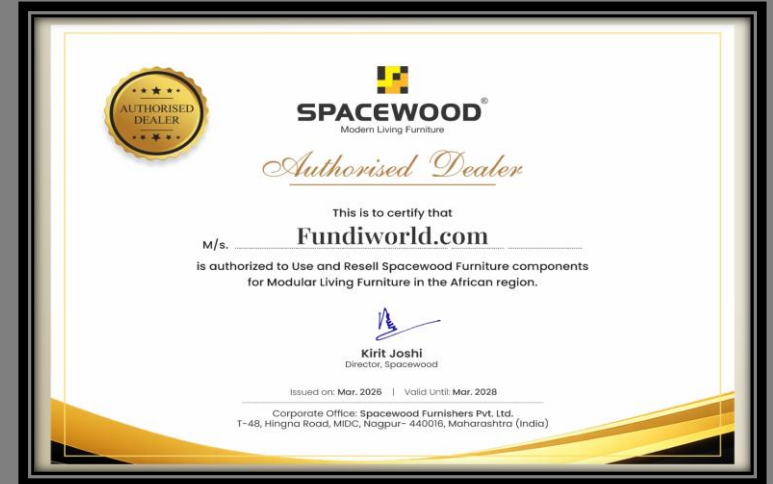 AUTHORISED
DEALER
SPACEWOOD®
Modern Living Furniture
Authorised Dealer
This is to certify that
M/s. Fundiworld.com
is authorized to Use and Resell Spacewood Furniture components
for Modular Living Furniture in the African region.
Kirit Joshi
Director, Spacewood
Issued on: Mar. 2026 | Valid Until: Mar. 2028
Corporate Office: Spacewood Furnishers Pvt. Ltd.
T-48, Hingna Road, MIDC, Nagpur- 440016, Maharashtra (India)